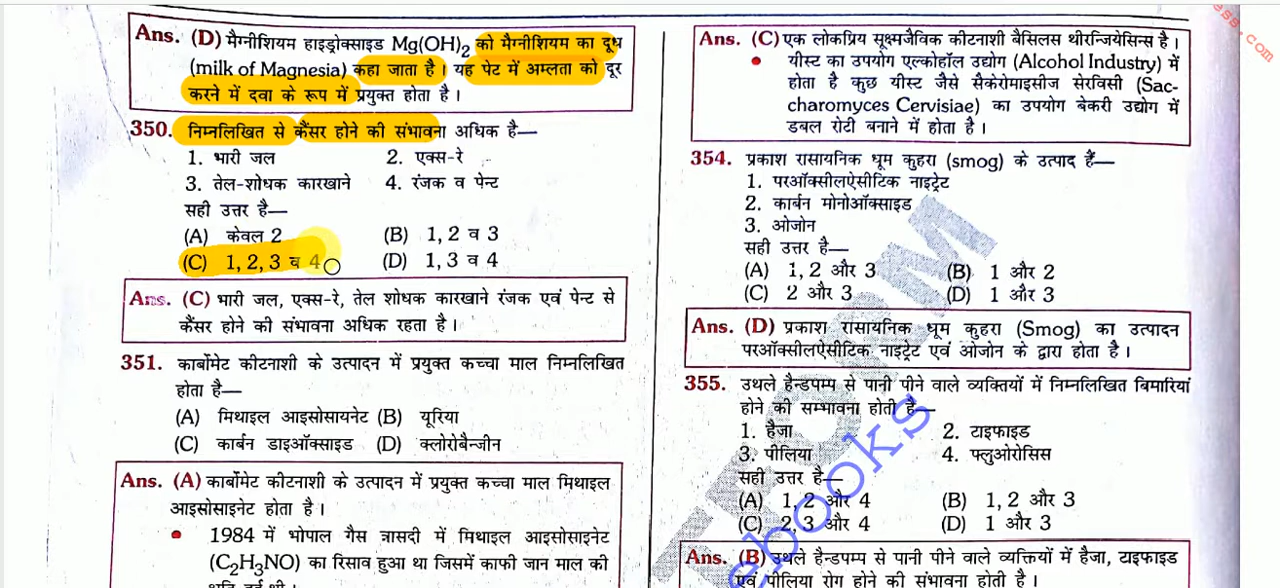 Ans. (D) मैग्नीशियम हाइड्रोक्साइड Mg(OH)₂ को मैग्नीशियम का दूध
(milk of Magnesia) कहा जाता है। यह पेट में अम्लता को दूर
करने में दवा के रूप में प्रयुक्त होता है।
350. निम्नलिखित से कैंसर होने की संभावना अधिक है—
1. भारी जल 2. एक्स-रे
3. तेल-शोधक कारखाने 4. रंजक व पेन्ट
सही उत्तर है—
(A) केवल 2 (B) 1, 2 व 3
(C) 1, 2, 3 व 4 (D) 1, 3 व 4
Ans. (C) भारी जल, एक्स-रे, तेल शोधक कारखाने रंजक एवं पेन्ट से
कैंसर होने की संभावना अधिक रहता है।
351. कार्बोमेट कीटनाशी के उत्पादन में प्रयुक्त कच्चा माल निम्नलिखित
होता है—
(A) मिथाइल आइसोसायनेट (B) यूरिया
(C) कार्बन डाइऑक्साइड (D) क्लोरोबैन्जीन
Ans. (A) कार्बोमेट कीटनाशी के उत्पादन में प्रयुक्त कच्चा माल मिथाइल
आइसोसाइनेट होता है।
• 1984 में भोपाल गैस त्रासदी में मिथाइल आइसोसाइनेट
(C₂H₃NO) का रिसाव हुआ था जिसमें काफी जान माल की
Ans. (C) एक लोकप्रिय सूक्ष्मजैविक कीटनाशी बैसिलस थीरन्जियेसिन्स है।
• यीस्ट का उपयोग एल्कोहॉल उद्योग (Alcohol Industry) में
होता है कुछ यीस्ट जैसे सैकेरोमाइसीज सेरविसी (Sac-
charomyces Cervisiae) का उपयोग बेकरी उद्योग में
डबल रोटी बनाने में होता है।
354. प्रकाश रासायनिक धूम कुहरा (smog) के उत्पाद हैं—
1. परऑक्सीलऐसीटिक नाइट्रेट
2. कार्बन मोनोऑक्साइड
3. ओजोन
सही उत्तर है—
(A) 1, 2 और 3 (B) 1 और 2
(C) 2 और 3 (D) 1 और 3
Ans. (D) प्रकाश रासायनिक धूम कुहरा (Smog) का उत्पादन
परऑक्सीलऐसीटिक नाइट्रेट एवं ओजोन के द्वारा होता है।
355. उथले हैन्डपम्प से पानी पीने वाले व्यक्तियों में निम्नलिखित बिमारियां
होने की सम्भावना होती है—
1. हैजा 2. टाइफाइड
3. पीलिया 4. फ्लुओरोसिस
सही उत्तर है—
(A) 1, 2 और 4 (B) 1, 2 और 3
(C) 2, 3 और 4 (D) 1 और 3
Ans. (B) उथले हैन्डपम्प से पानी पीने वाले व्यक्तियों में हैजा, टाइफाइड
एवं पीलिया रोग होने की संभावना होती है।
ebooks